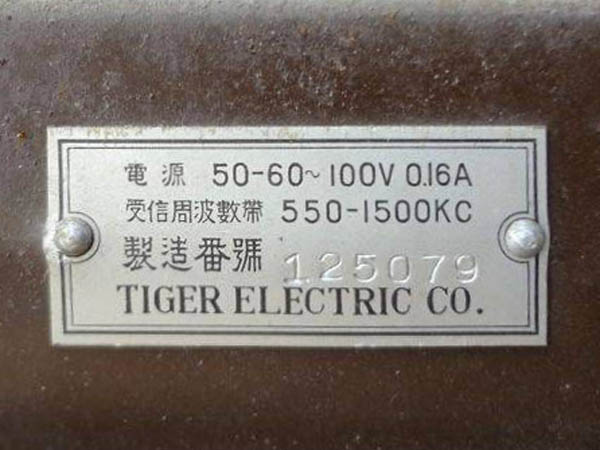 電源 50-60~100V 0.16A
受信周波數帶 550-1500KC
製造番號 125079
TIGER ELECTRIC CO.